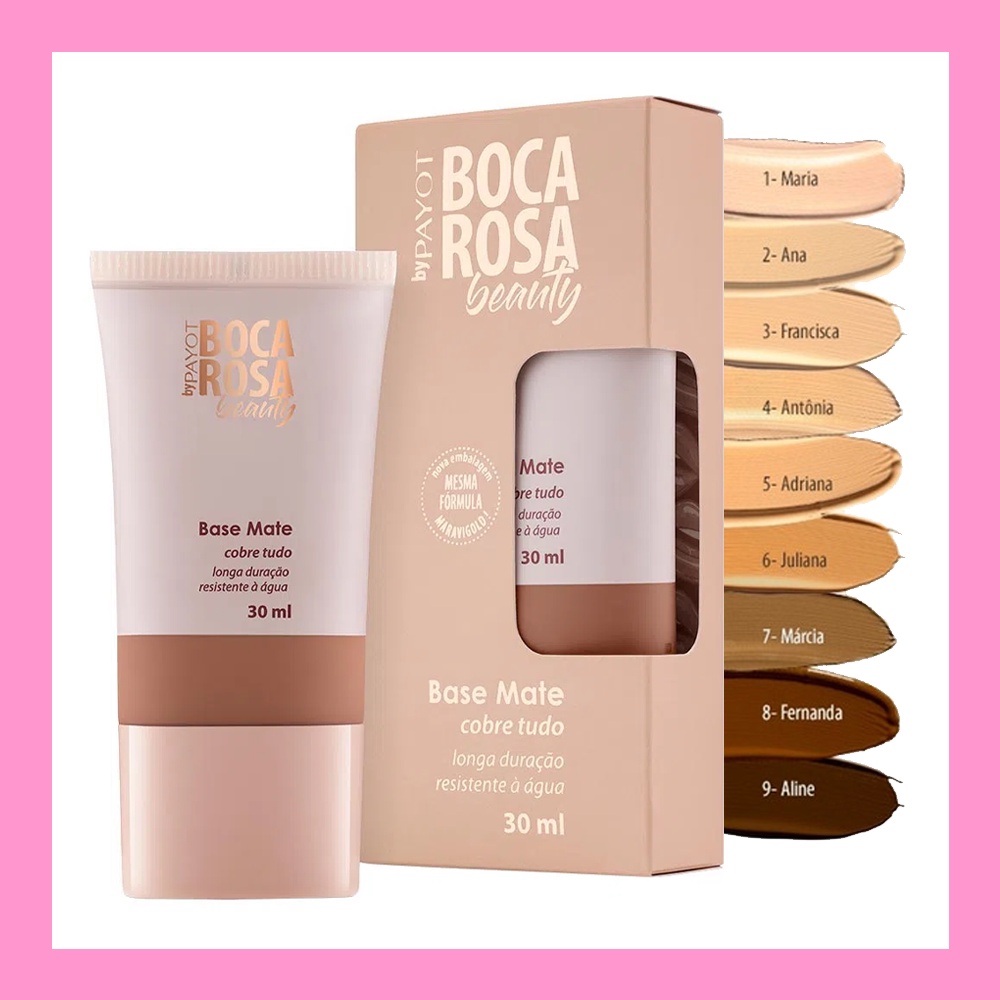 by PAYOT
BOCA
ROSA
beauty
Base Mate
cobre tudo
longa duração
resistente à água
30 ml
by PAYOT
BOCA
ROSA
beauty
nova embalagem
MESMA
FÓRMULA
MARAVIGOLD!
Mate
bre tudo
duração
e à água
30 ml
Base Mate
cobre tudo
longa duração
resistente à água
30 ml
1- Maria
2- Ana
3- Francisca
4- Antônia
5- Adriana
6- Juliana
7- Márcia
8- Fernanda
9- Aline